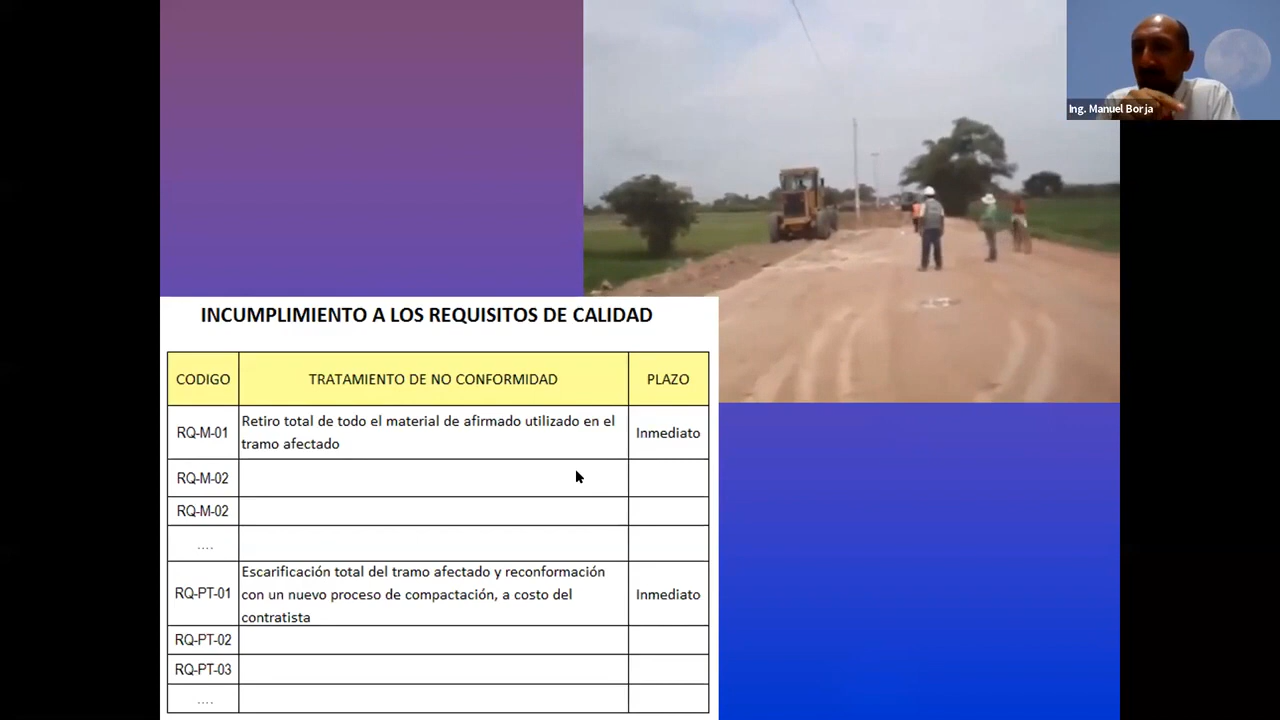 Ing. Manuel Borja
INCUMPLIMIENTO A LOS REQUISITOS DE CALIDAD
CODIGO TRATAMIENTO DE NO CONFORMIDAD PLAZO
RQ-M-01 Retiro total de todo el material de afirmado utilizado en el
tramo afectado Inmediato
RQ-M-02
RQ-M-02
....
RQ-PT-01 Escarificación total del tramo afectado y reconformación
con un nuevo proceso de compactación, a costo del
contratista Inmediato
RQ-PT-02
RQ-PT-03
....